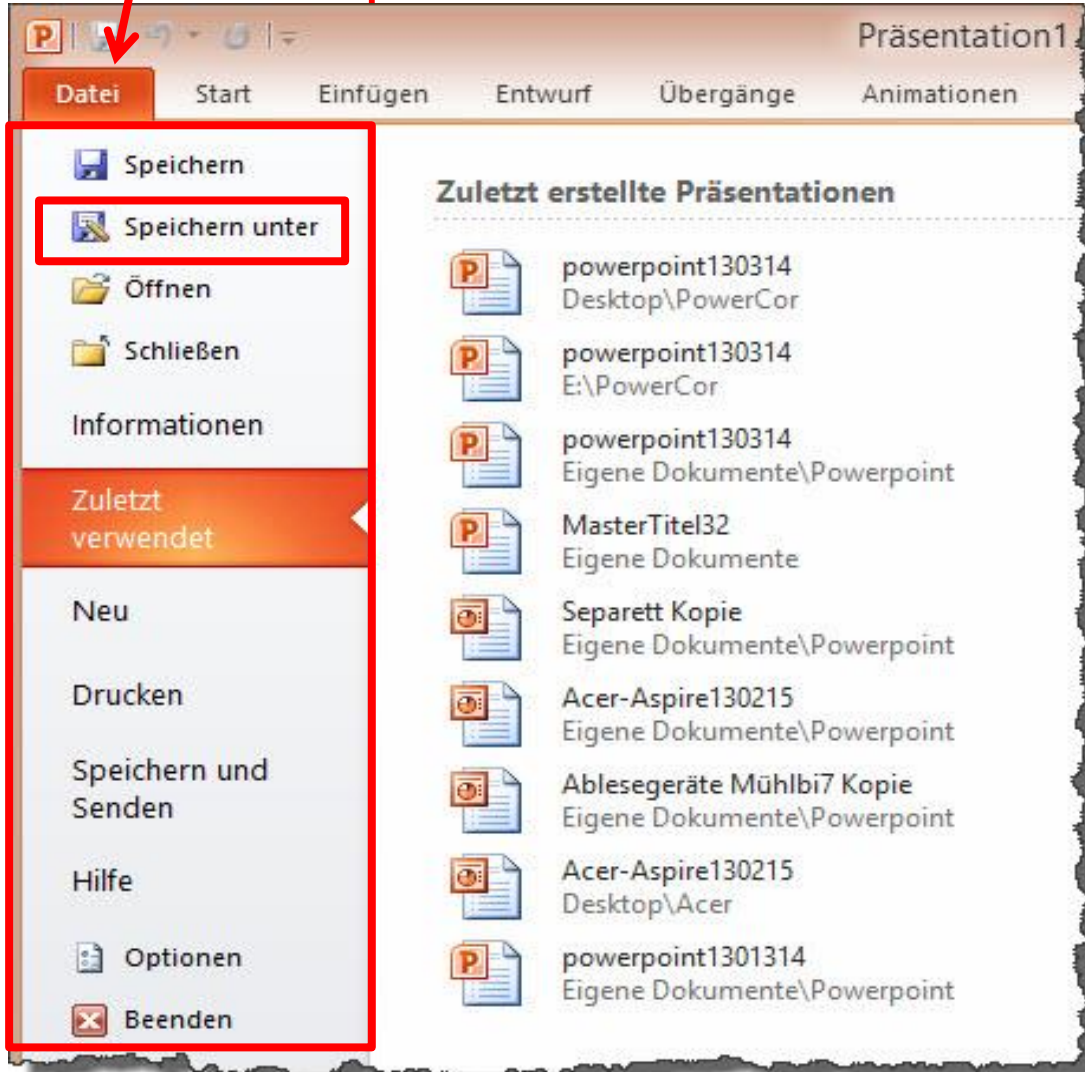 Präsentation1
Datei Start Einfügen Entwurf Übergänge Animationen
Speichern
Speichern unter
Öffnen
Schließen
Informationen
Zuletzt
verwendet
Neu
Drucken
Speichern und
Senden
Hilfe
Optionen
Beenden
Zuletzt erstellte Präsentationen
powerpoint130314
Desktop\PowerCor
powerpoint130314
E:\PowerCor
powerpoint130314
Eigene Dokumente\Powerpoint
MasterTitel32
Eigene Dokumente
Separett Kopie
Eigene Dokumente\Powerpoint
Acer-Aspire130215
Eigene Dokumente\Powerpoint
Ablesegeräte Mühlbi7 Kopie
Eigene Dokumente\Powerpoint
Acer-Aspire130215
Desktop\Acer
powerpoint1301314
Eigene Dokumente\Powerpoint